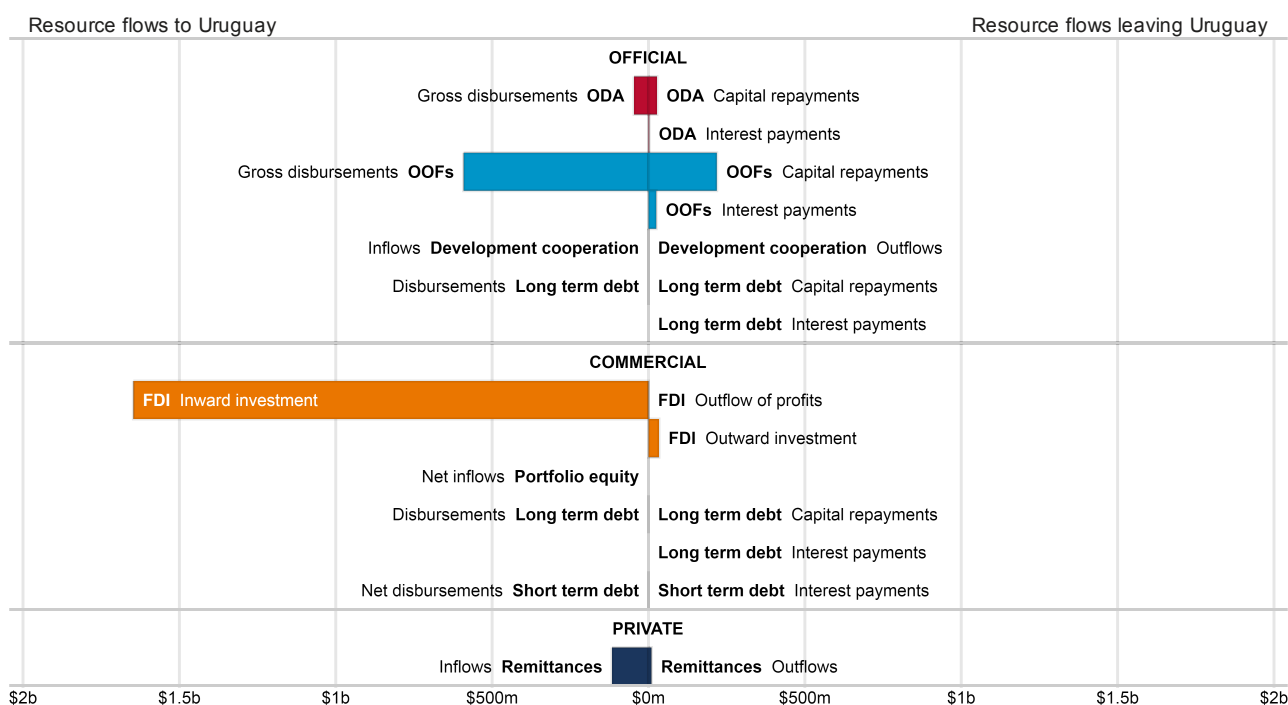 Resource flows to Uruguay Resource flows leaving Uruguay
OFFICIAL
Gross disbursements ODA ODA Capital repayments
ODA Interest payments
Gross disbursements OOFs OOFs Capital repayments
OOFs Interest payments
Inflows Development cooperation Development cooperation Outflows
Disbursements Long term debt Long term debt Capital repayments
Long term debt Interest payments
COMMERCIAL
FDI Inward investment FDI Outflow of profits
FDI Outward investment
Net inflows Portfolio equity
Disbursements Long term debt Long term debt Capital repayments
Long term debt Interest payments
Net disbursements Short term debt Short term debt Interest payments
PRIVATE
Inflows Remittances Remittances Outflows
$2b $1.5b $1b $500m $0m $500m $1b $1.5b $2b